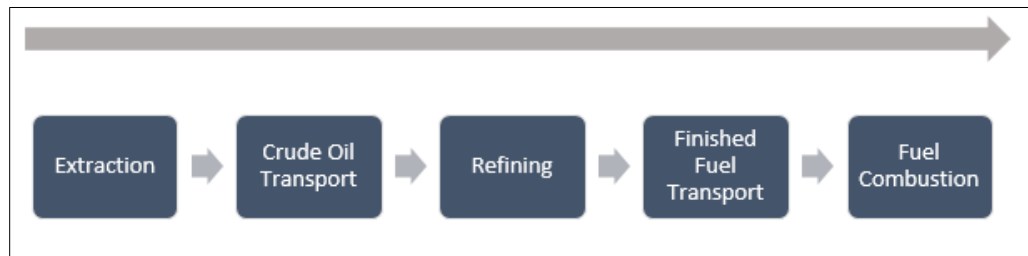 Extraction
Crude Oil
Transport
Refining
Finished
Fuel
Transport
Fuel
Combustion